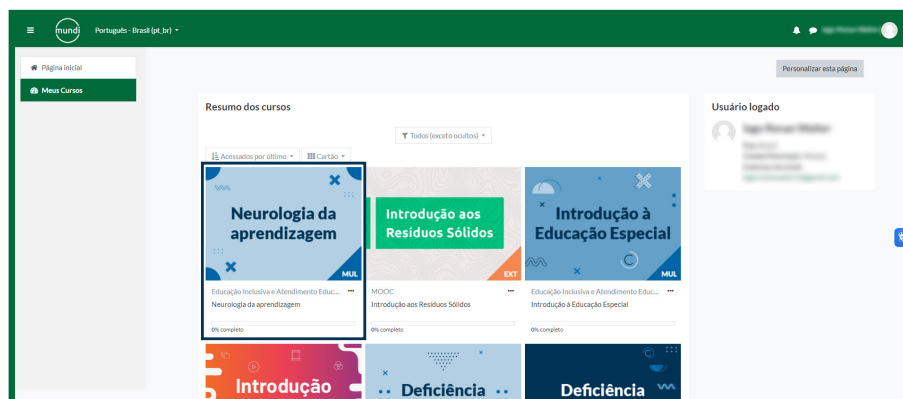 mundi
Português - Brasil (pt_br)
Página inicial
Meus Cursos
Personalizar esta página
Resumo dos cursos
Todos (exceto ocultos)
Acessados por último
Cartão
Usuário logado
Neurologia da
aprendizagem
MUL
Introdução aos
Resíduos Sólidos
EXT
Introdução à
Educação Especial
MUL
Educação Inclusiva e Atendimento Educ...
Neurologia da aprendizagem
0% completo
MOOC
Introdução aos Resíduos Sólidos
0% completo
Educação Inclusiva e Atendimento Educ...
Introdução à Educação Especial
0% completo
Introdução
Deficiência
Deficiência